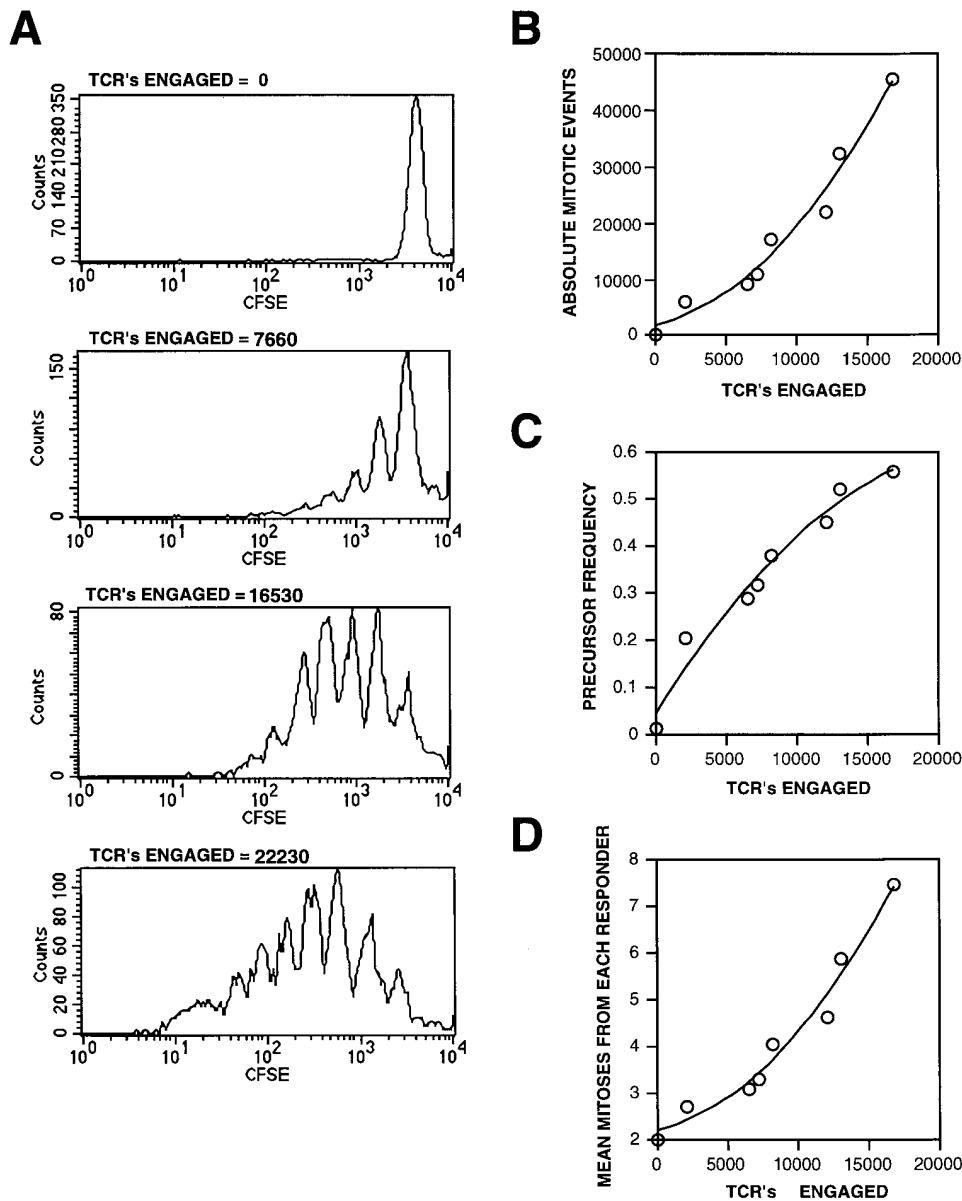 A
TCR's ENGAGED = 0
Counts
350
280
210
140
70
0
10^0 10^1 10^2 10^3 10^4
CFSE
TCR's ENGAGED = 7660
Counts
150
0
10^0 10^1 10^2 10^3 10^4
CFSE
TCR's ENGAGED = 16530
Counts
80
0
10^0 10^1 10^2 10^3 10^4
CFSE
TCR's ENGAGED = 22230
Counts
100
80
60
40
20
0
10^0 10^1 10^2 10^3 10^4
CFSE
B
ABSOLUTE MITOTIC EVENTS
50000
40000
30000
20000
10000
0
0 5000 10000 15000 20000
TCR's ENGAGED
C
PRECURSOR FREQUENCY
0.6
0.5
0.4
0.3
0.2
0.1
0
0 5000 10000 15000 20000
TCR's ENGAGED
D
MEAN MITOSES FROM EACH RESPONDER
8
7
6
5
4
3
2
0 5000 10000 15000 20000
TCR's ENGAGED